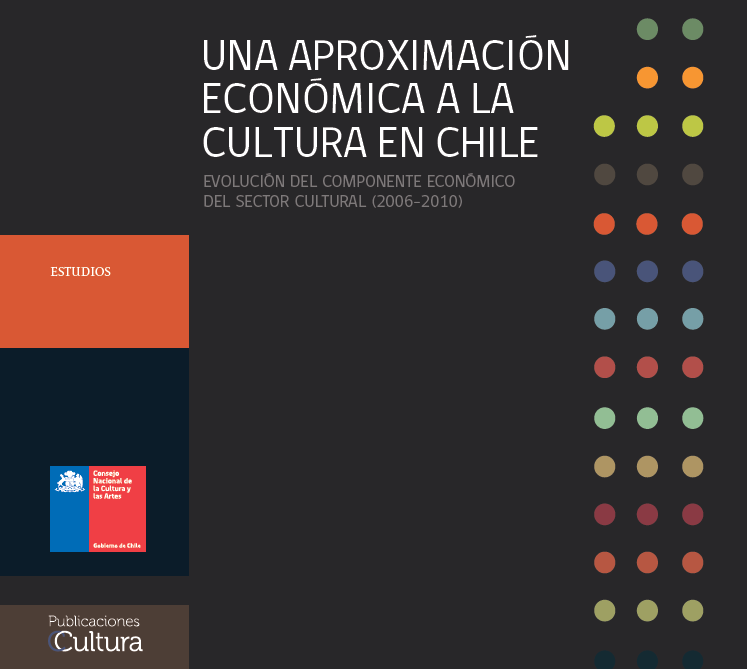 UNA APROXIMACIÓN
ECONÓMICA A LA
CULTURA EN CHILE
EVOLUCIÓN DEL COMPONENTE ECONÓMICO
DEL SECTOR CULTURAL (2006-2010)
ESTUDIOS
Consejo
Nacional de
la Cultura y
las Artes
Gobierno de Chile
Publicaciones
Cultura